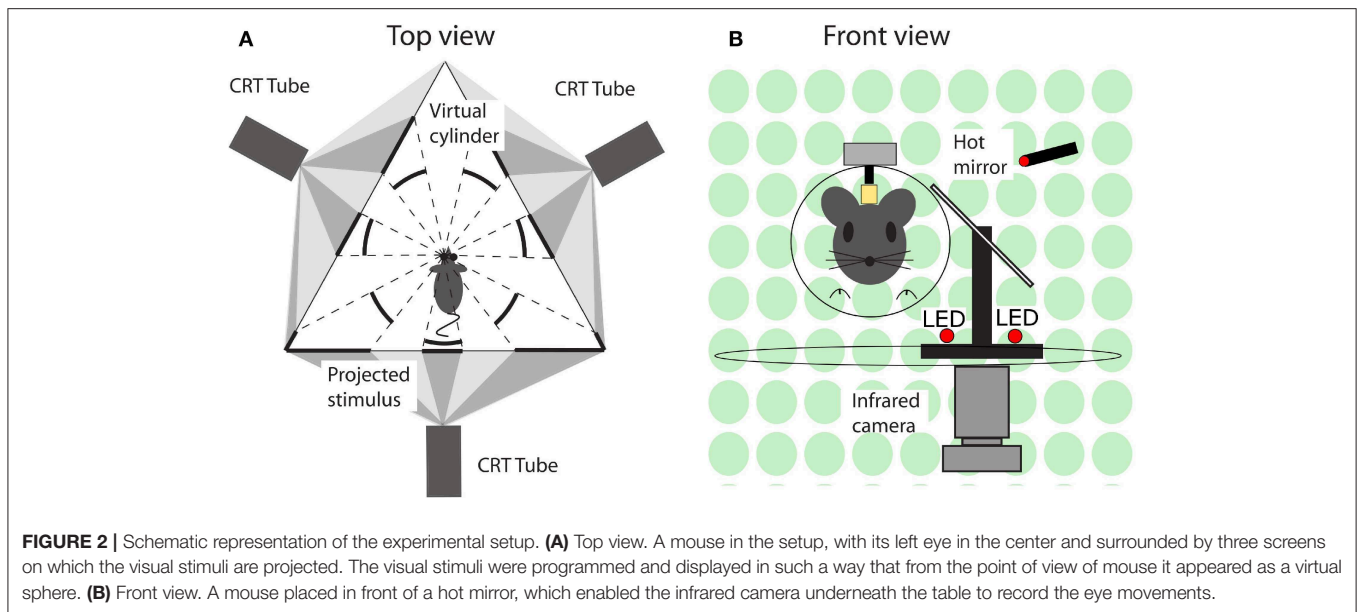 A
Top view
CRT Tube
CRT Tube
Virtual
cylinder
Projected
stimulus
CRT Tube
B
Front view
Hot
mirror
LED
LED
Infrared
camera
FIGURE 2 | Schematic representation of the experimental setup. (A) Top view. A mouse in the setup, with its left eye in the center and surrounded by three screens
on which the visual stimuli are projected. The visual stimuli were programmed and displayed in such a way that from the point of view of mouse it appeared as a virtual
sphere. (B) Front view. A mouse placed in front of a hot mirror, which enabled the infrared camera underneath the table to record the eye movements.